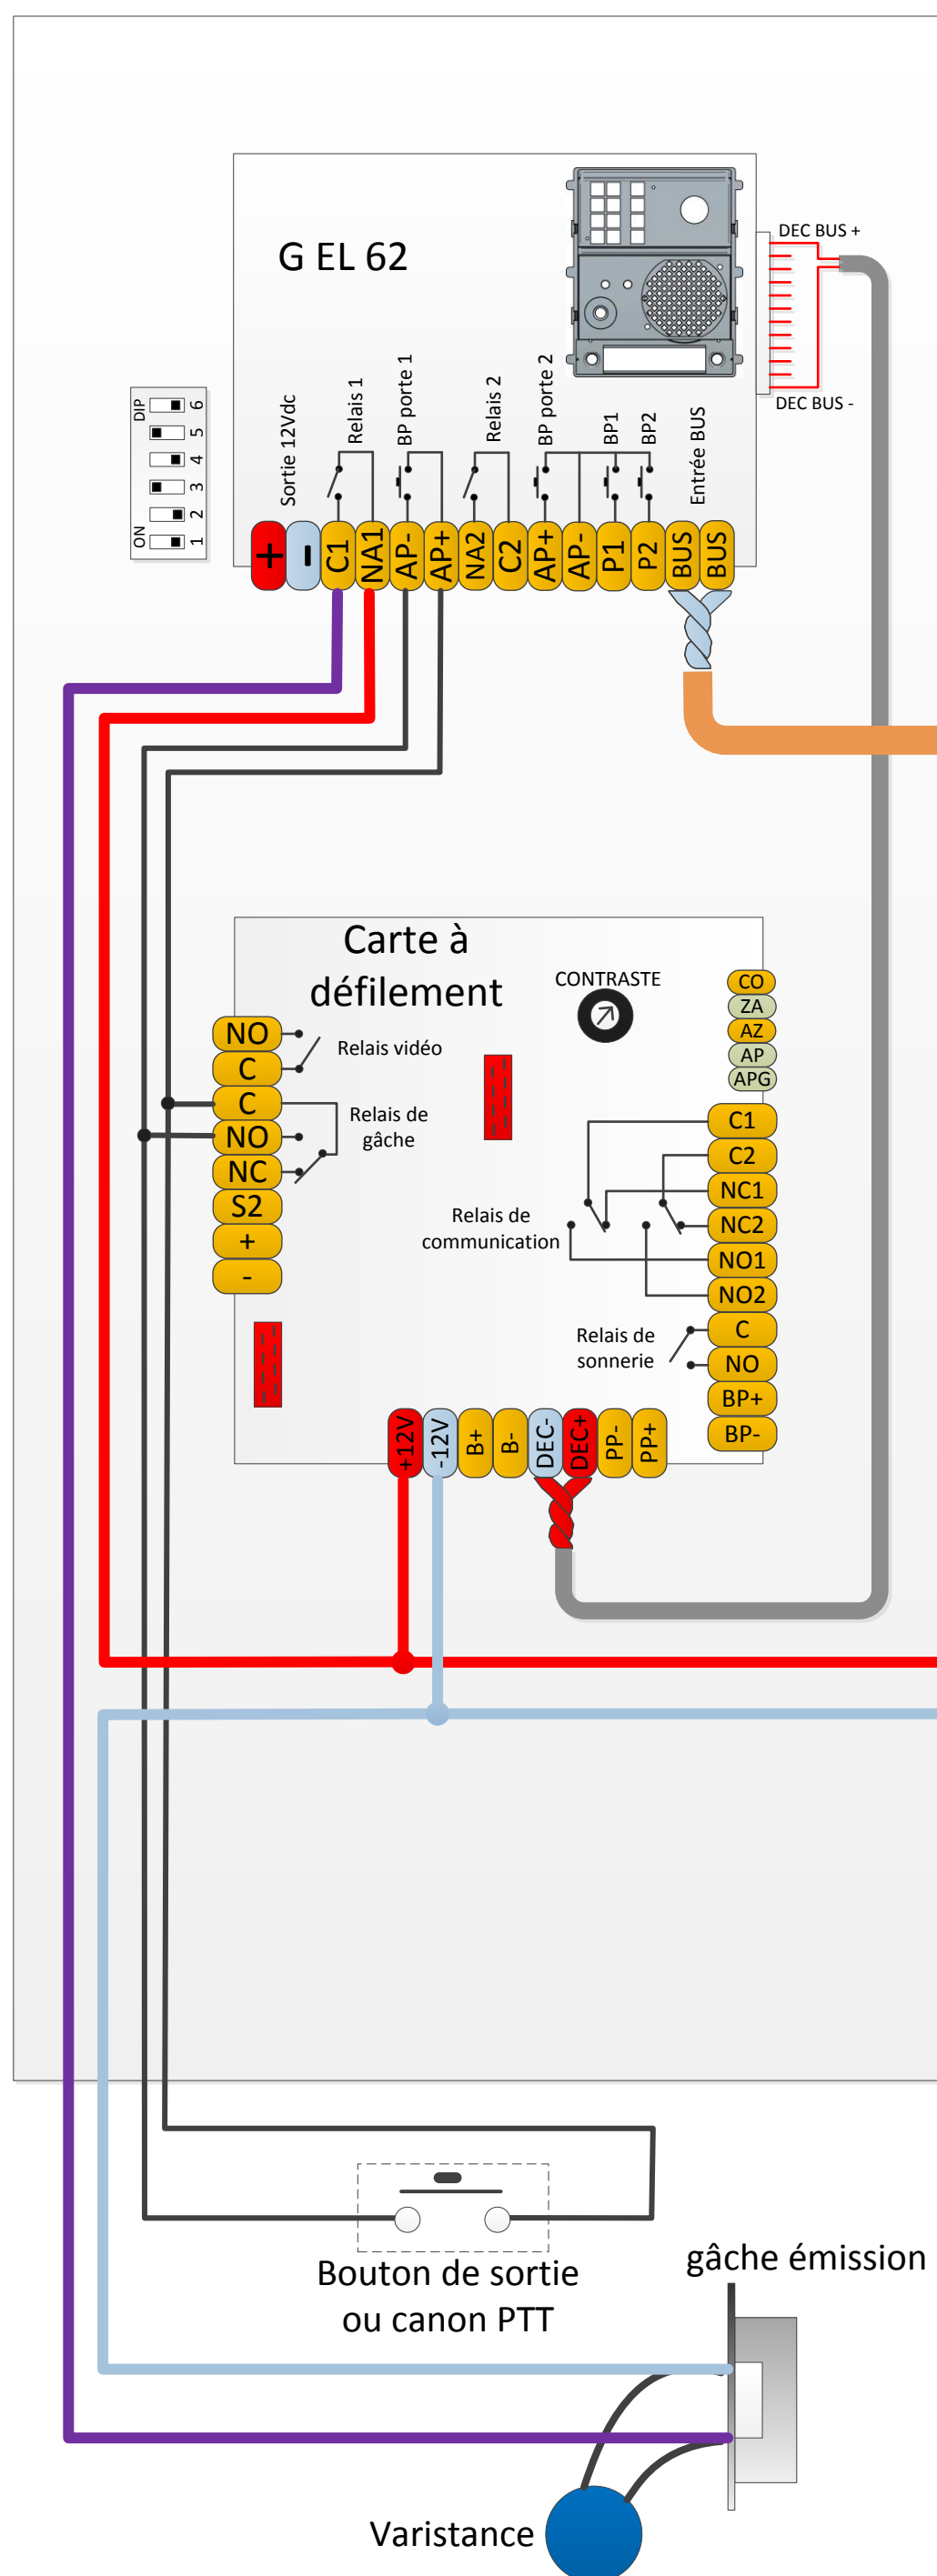 G EL 62
DEC BUS +
DEC BUS -
DIP
ON
1
2
3
4
5
6
Sortie 12Vdc
Relais 1
BP porte 1
Relais 2
BP porte 2
BP1
BP2
Entrée BUS
+
-
C1
NA1
AP-
AP+
NA2
C2
AP+
AP-
P1
P2
BUS
BUS
Carte à
défilement
CONTRASTE
CO
ZA
AZ
AP
APG
NO
C
C
NO
NC
S2
+
-
Relais vidéo
Relais de
gâche
C1
C2
NC1
NC2
NO1
NO2
C
NO
BP+
BP-
Relais de
communication
Relais de
sonnerie
+12V
-12V
B+
B-
DEC-
DEC+
PP-
PP+
Bouton de sortie
ou canon PTT
gâche émission
Varistance